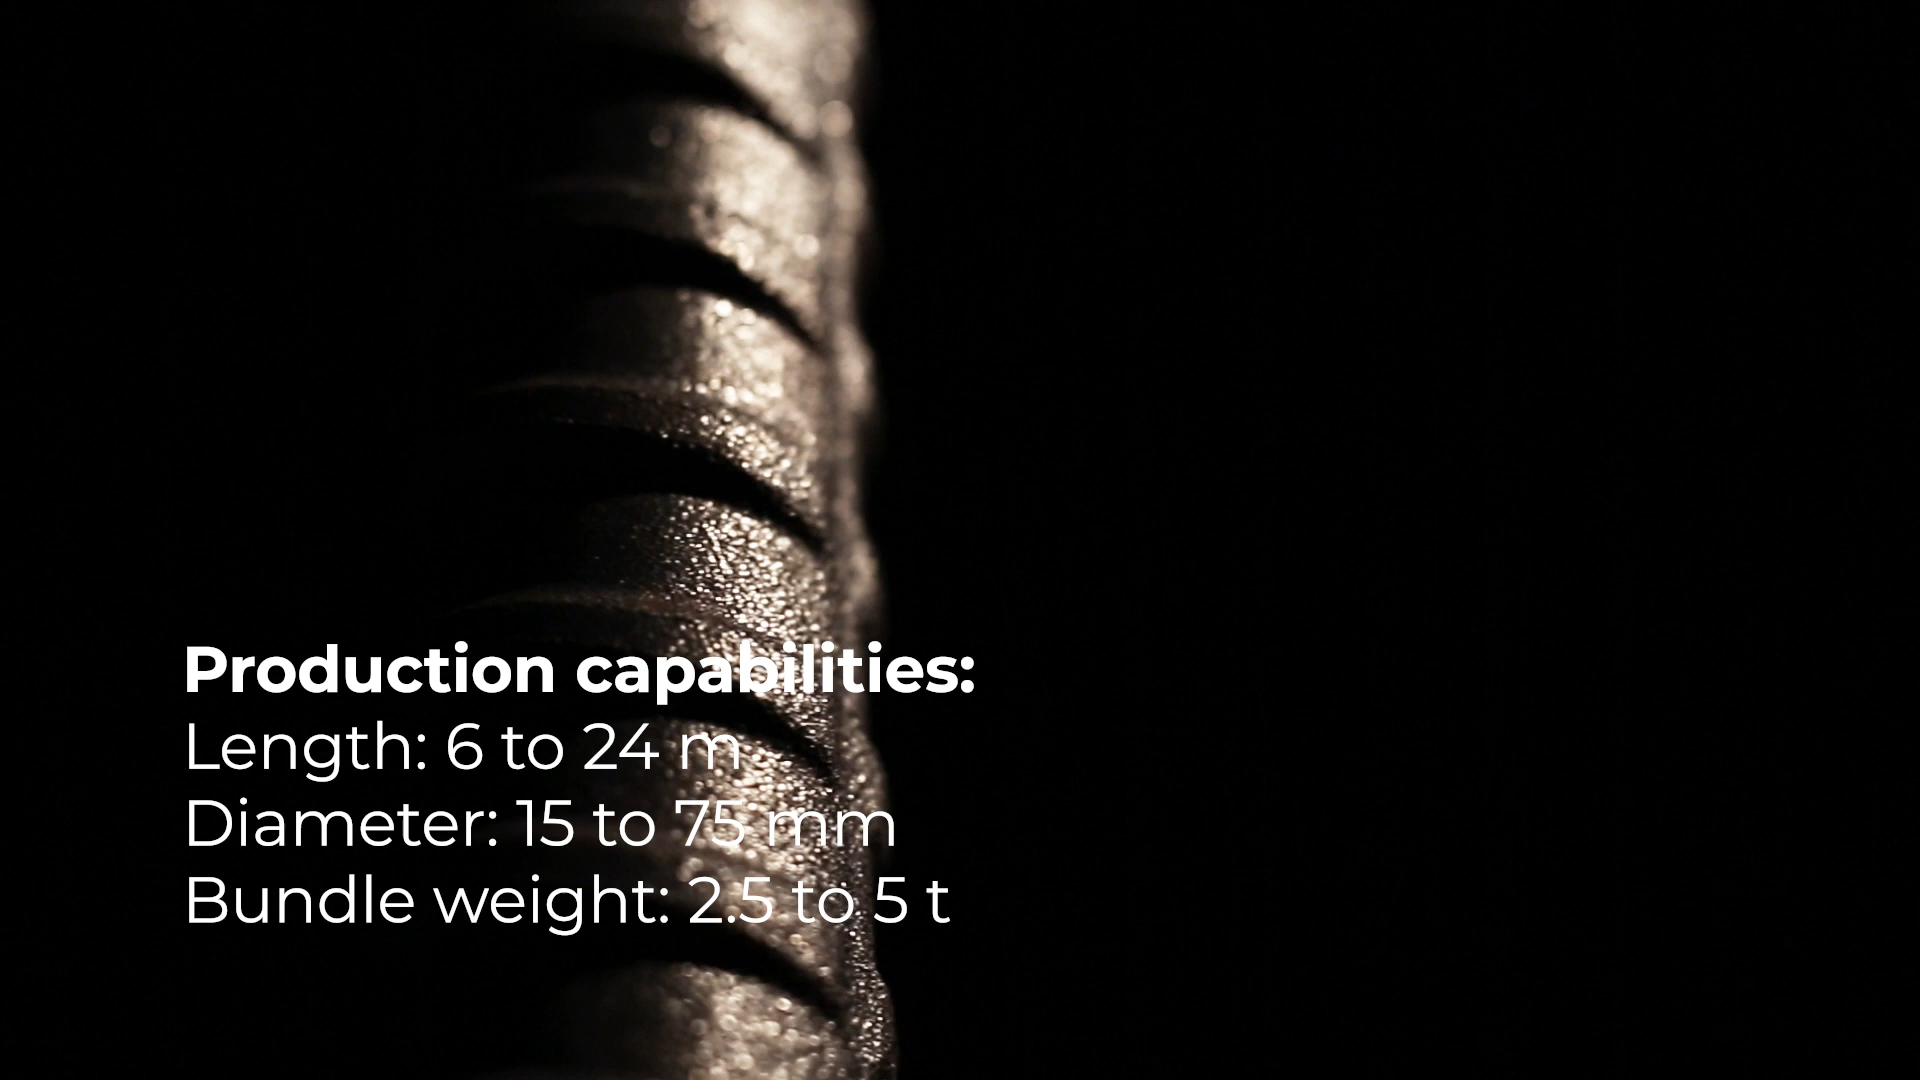 Production capabilities:
Length: 6 to 24 m
Diameter: 15 to 75 mm
Bundle weight: 2.5 to 5 t